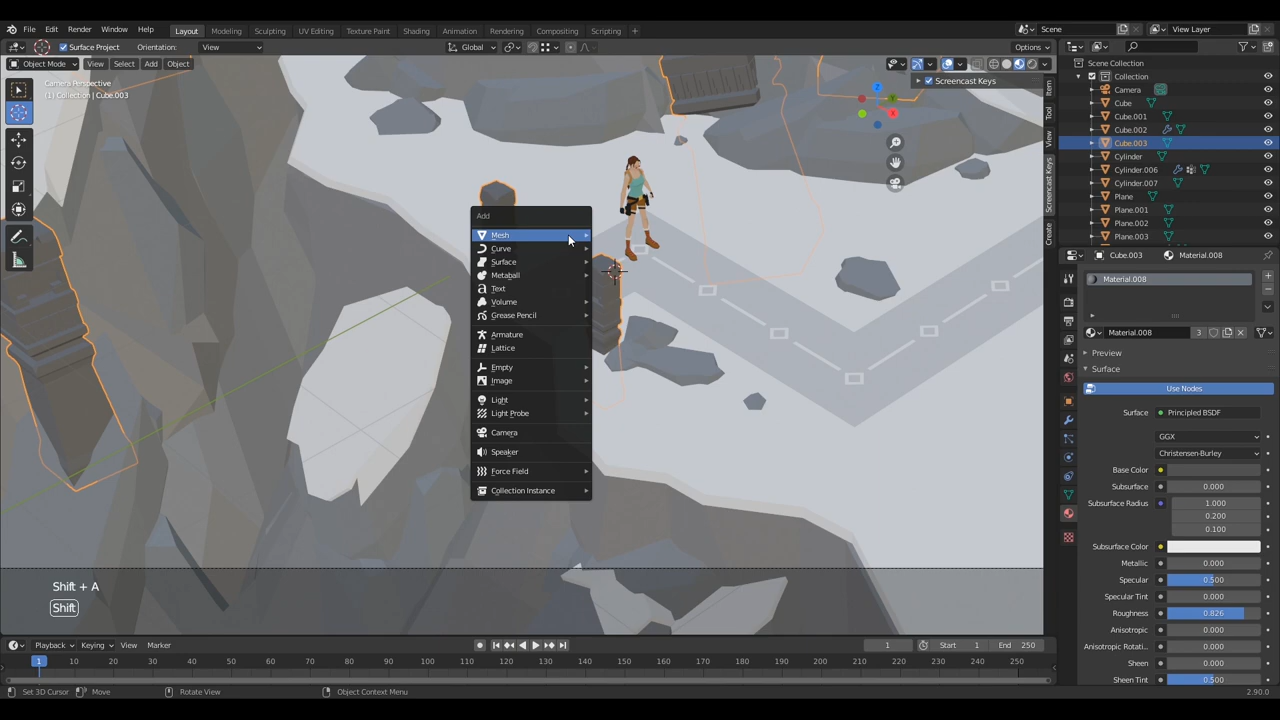 File Edit Render Window Help Layout Modeling Sculpting UV Editing Texture Paint Shading Animation Rendering Compositing Scripting + Scene View Layer
Surface Project Orientation: View Global Options
Object Mode View Select Add Object
Camera Perspective
(1) Collection | Cube.003
Screencast Keys
Item
Tool
View
Screencast Keys
Create
Z
Y
X
Scene Collection
Collection
Camera
Cube
Cube.001
Cube.002
Cube.003
Cylinder
Cylinder.006
Cylinder.007
Plane
Plane.001
Plane.002
Plane.003
Add
Mesh
Curve
Surface
Metaball
Text
Volume
Grease Pencil
Armature
Lattice
Empty
Image
Light
Light Probe
Camera
Speaker
Force Field
Collection Instance
Shift + A
Shift
Cube.003 Material.008
Material.008
Material.008 3
Preview
Surface
Use Nodes
Surface Principled BSDF
GGX
Christensen-Burley
Base Color
Subsurface 0.000
Subsurface Radius 1.000
0.200
0.100
Subsurface Color
Metallic 0.000
Specular 0.500
Specular Tint 0.000
Roughness 0.826
Anisotropic 0.000
Anisotropic Rotati... 0.000
Sheen 0.000
Sheen Tint 0.500
Playback Keying View Marker 1 Start 1 End 250
1 10 20 30 40 50 60 70 80 90 100 110 120 130 140 150 160 170 180 190 200 210 220 230 240 250
Set 3D Cursor Move Rotate View Object Context Menu 2.90.0